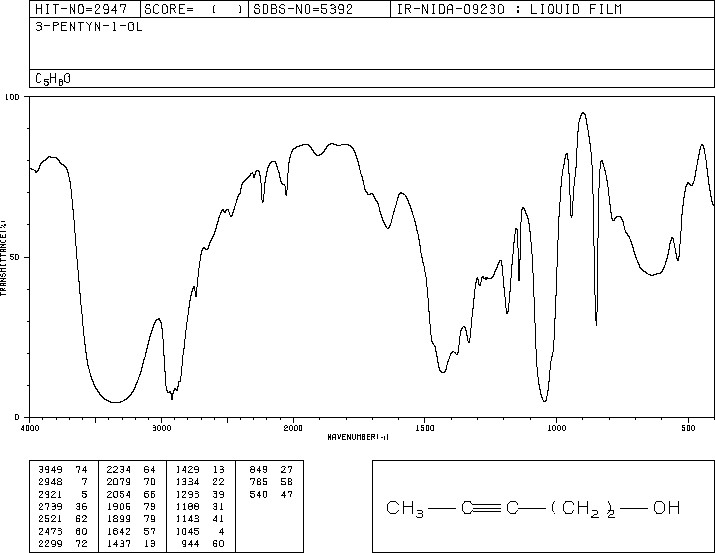 HIT-NO=2947 SCORE= ( ) SDBS-NO=5392 IR-NIDA-09230 : LIQUID FILM
3-PENTYN-1-OL
C5H8O
100
50
0
TRANSMITTANCE(%)
4000 3000 2000 1500 1000 500
WAVENUMBER(-1)
3949 74 2234 64 1429 13 849 27
2948 7 2079 70 1334 22 785 58
2921 5 2054 66 1293 39 540 47
2739 36 1906 79 1188 31
2521 62 1899 79 1143 41
2473 60 1642 57 1045 4
2299 72 1437 13 944 60
CH3 C C (CH2)2 OH